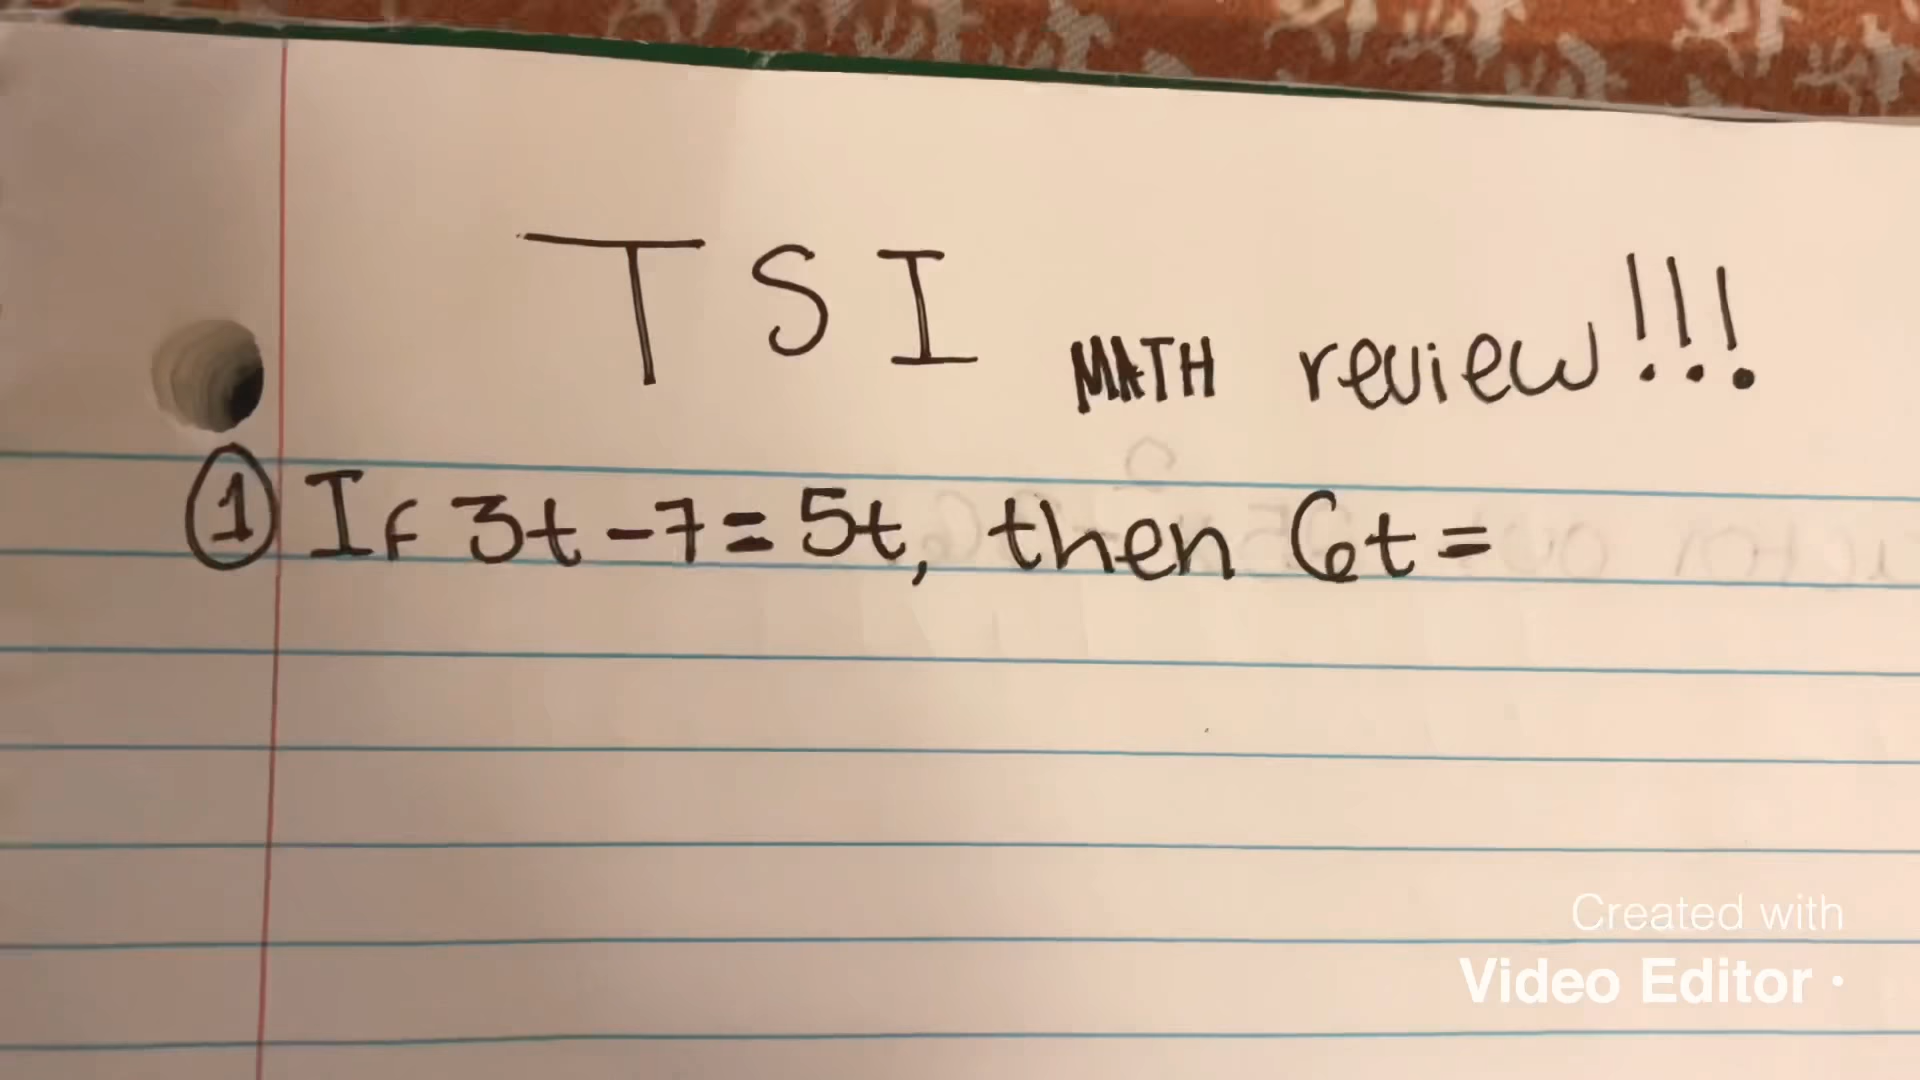 TSI MATH review!!!
① If 3t - 7 = 5t, then 6t =
Created with
Video Editor ·